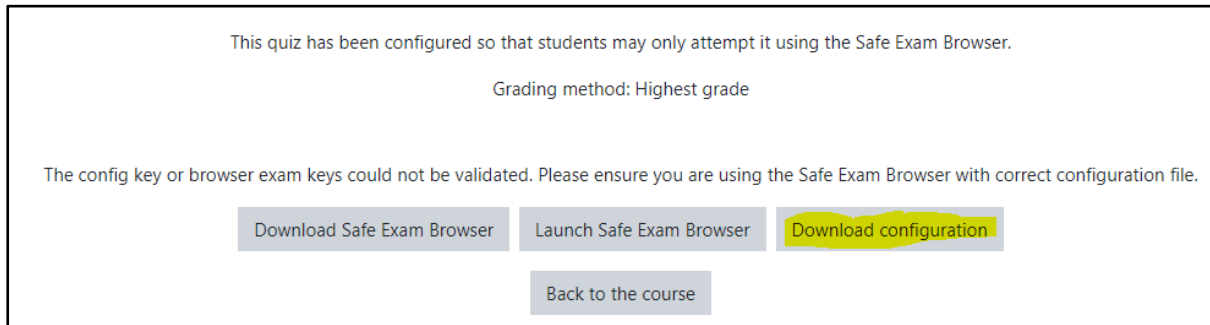 This quiz has been configured so that students may only attempt it using the Safe Exam Browser.
Grading method: Highest grade
The config key or browser exam keys could not be validated. Please ensure you are using the Safe Exam Browser with correct configuration file.
Download Safe Exam Browser Launch Safe Exam Browser Download configuration
Back to the course